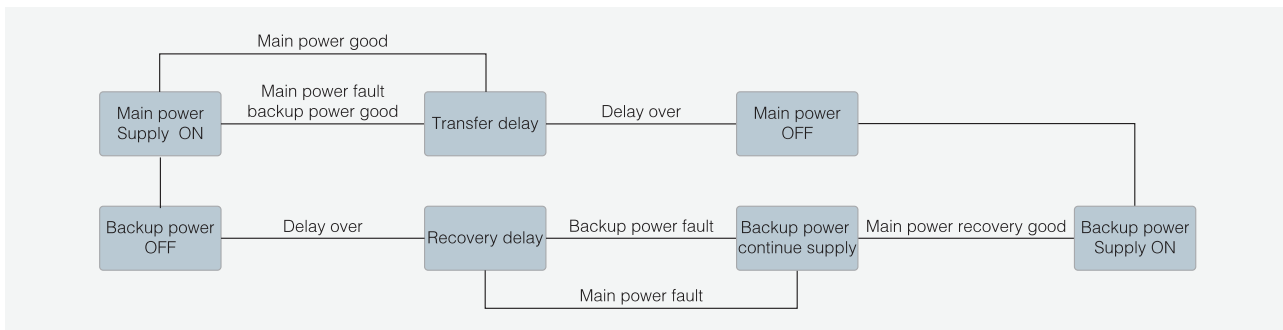 Main power good
Main power fault
backup power good
Main power
Supply ON
Transfer delay
Delay over
Main power
OFF
Backup power
OFF
Delay over
Recovery delay
Backup power fault
Backup power
continue supply
Main power recovery good
Backup power
Supply ON
Main power fault